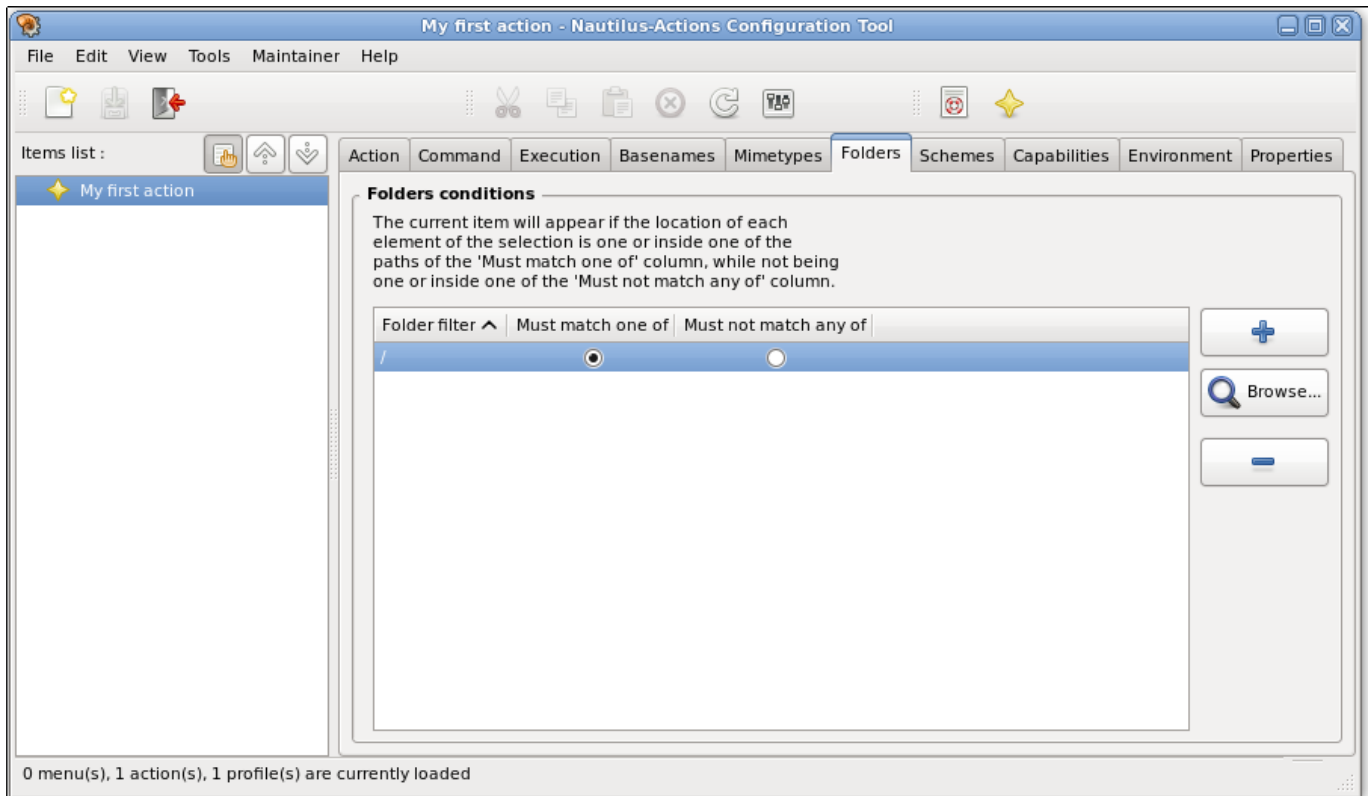 My first action - Nautilus-Actions Configuration Tool
File Edit View Tools Maintainer Help
Items list :
Action Command Execution Basenames Mimetypes Folders Schemes Capabilities Environment Properties
My first action
Folders conditions
The current item will appear if the location of each
element of the selection is one or inside one of the
paths of the 'Must match one of' column, while not being
one or inside one of the 'Must not match any of' column.
Folder filter Must match one of Must not match any of
/
Browse...
0 menu(s), 1 action(s), 1 profile(s) are currently loaded